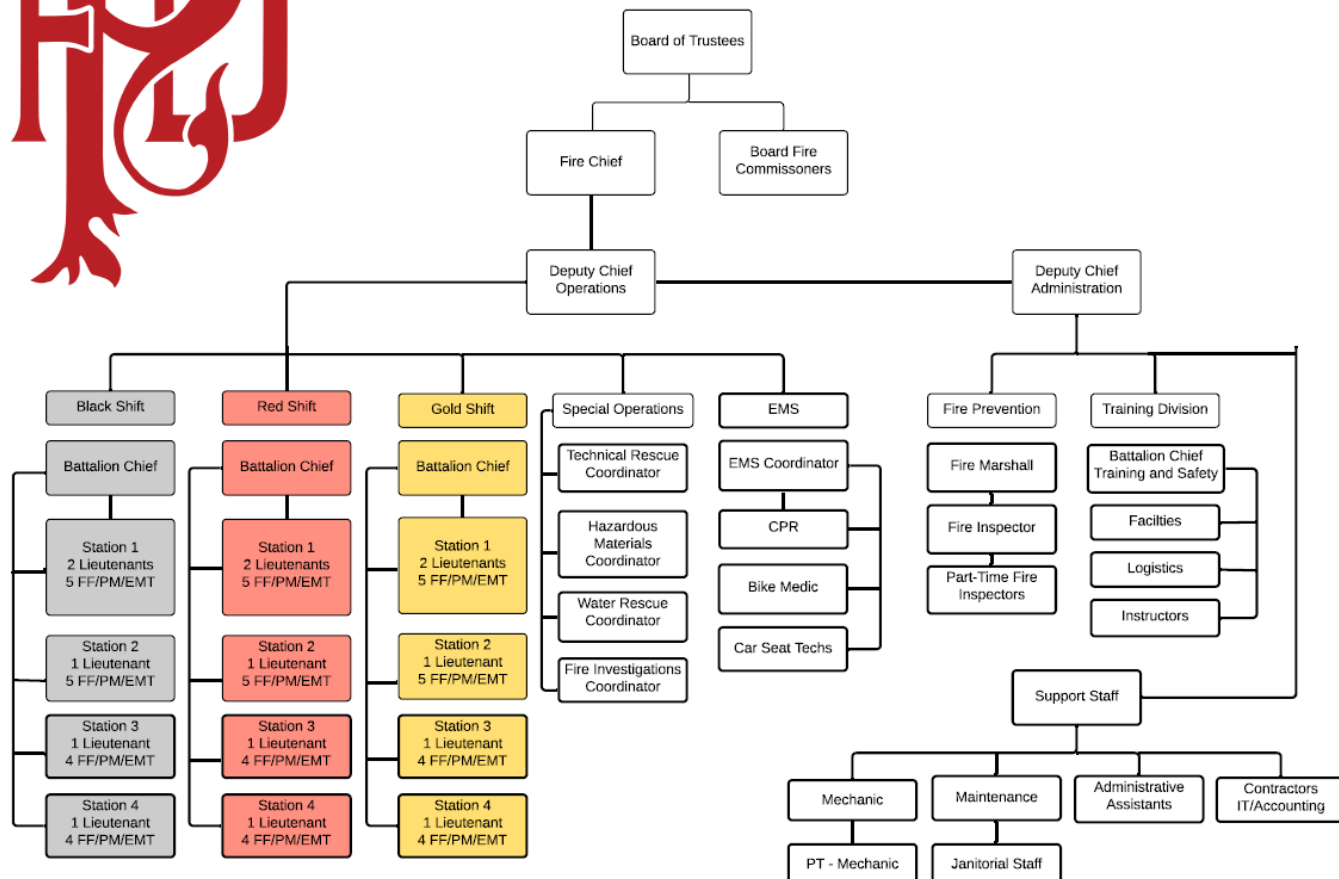 Board of Trustees
Fire Chief
Board Fire
Commissoners
Deputy Chief
Operations
Deputy Chief
Administration
Black Shift
Red Shift
Gold Shift
Special Operations
EMS
Fire Prevention
Training Division
Battalion Chief
Station 1
2 Lieutenants
5 FF/PM/EMT
Station 2
1 Lieutenant
5 FF/PM/EMT
Station 3
1 Lieutenant
4 FF/PM/EMT
Station 4
1 Lieutenant
4 FF/PM/EMT
Battalion Chief
Station 1
2 Lieutenants
5 FF/PM/EMT
Station 2
1 Lieutenant
5 FF/PM/EMT
Station 3
1 Lieutenant
4 FF/PM/EMT
Station 4
1 Lieutenant
4 FF/PM/EMT
Battalion Chief
Station 1
2 Lieutenants
5 FF/PM/EMT
Station 2
1 Lieutenant
5 FF/PM/EMT
Station 3
1 Lieutenant
4 FF/PM/EMT
Station 4
1 Lieutenant
4 FF/PM/EMT
Technical Rescue
Coordinator
Hazardous
Materials
Coordinator
Water Rescue
Coordinator
Fire Investigations
Coordinator
EMS Coordinator
CPR
Bike Medic
Car Seat Techs
Fire Marshall
Fire Inspector
Part-Time Fire
Inspectors
Battalion Chief
Training and Safety
Facilties
Logistics
Instructors
Support Staff
Mechanic
Maintenance
Administrative
Assistants
Contractors
IT/Accounting
PT - Mechanic
Janitorial Staff